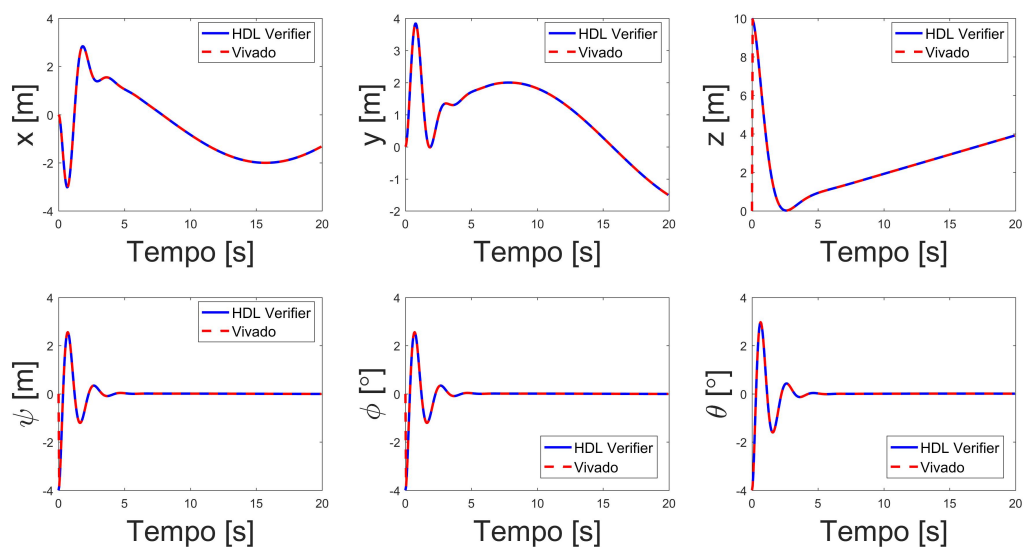 4
2
0
-2
-4
x [m]
HDL Verifier
Vivado
0 5 10 15 20
Tempo [s]
4
3
2
1
0
-1
-2
y [m]
HDL Verifier
Vivado
0 5 10 15 20
Tempo [s]
10
8
6
4
2
0
z [m]
HDL Verifier
Vivado
0 5 10 15 20
Tempo [s]
4
2
0
-2
-4
ψ [m]
HDL Verifier
Vivado
0 5 10 15 20
Tempo [s]
4
2
0
-2
-4
ϕ [°]
HDL Verifier
Vivado
0 5 10 15 20
Tempo [s]
4
2
0
-2
-4
θ [°]
HDL Verifier
Vivado
0 5 10 15 20
Tempo [s]